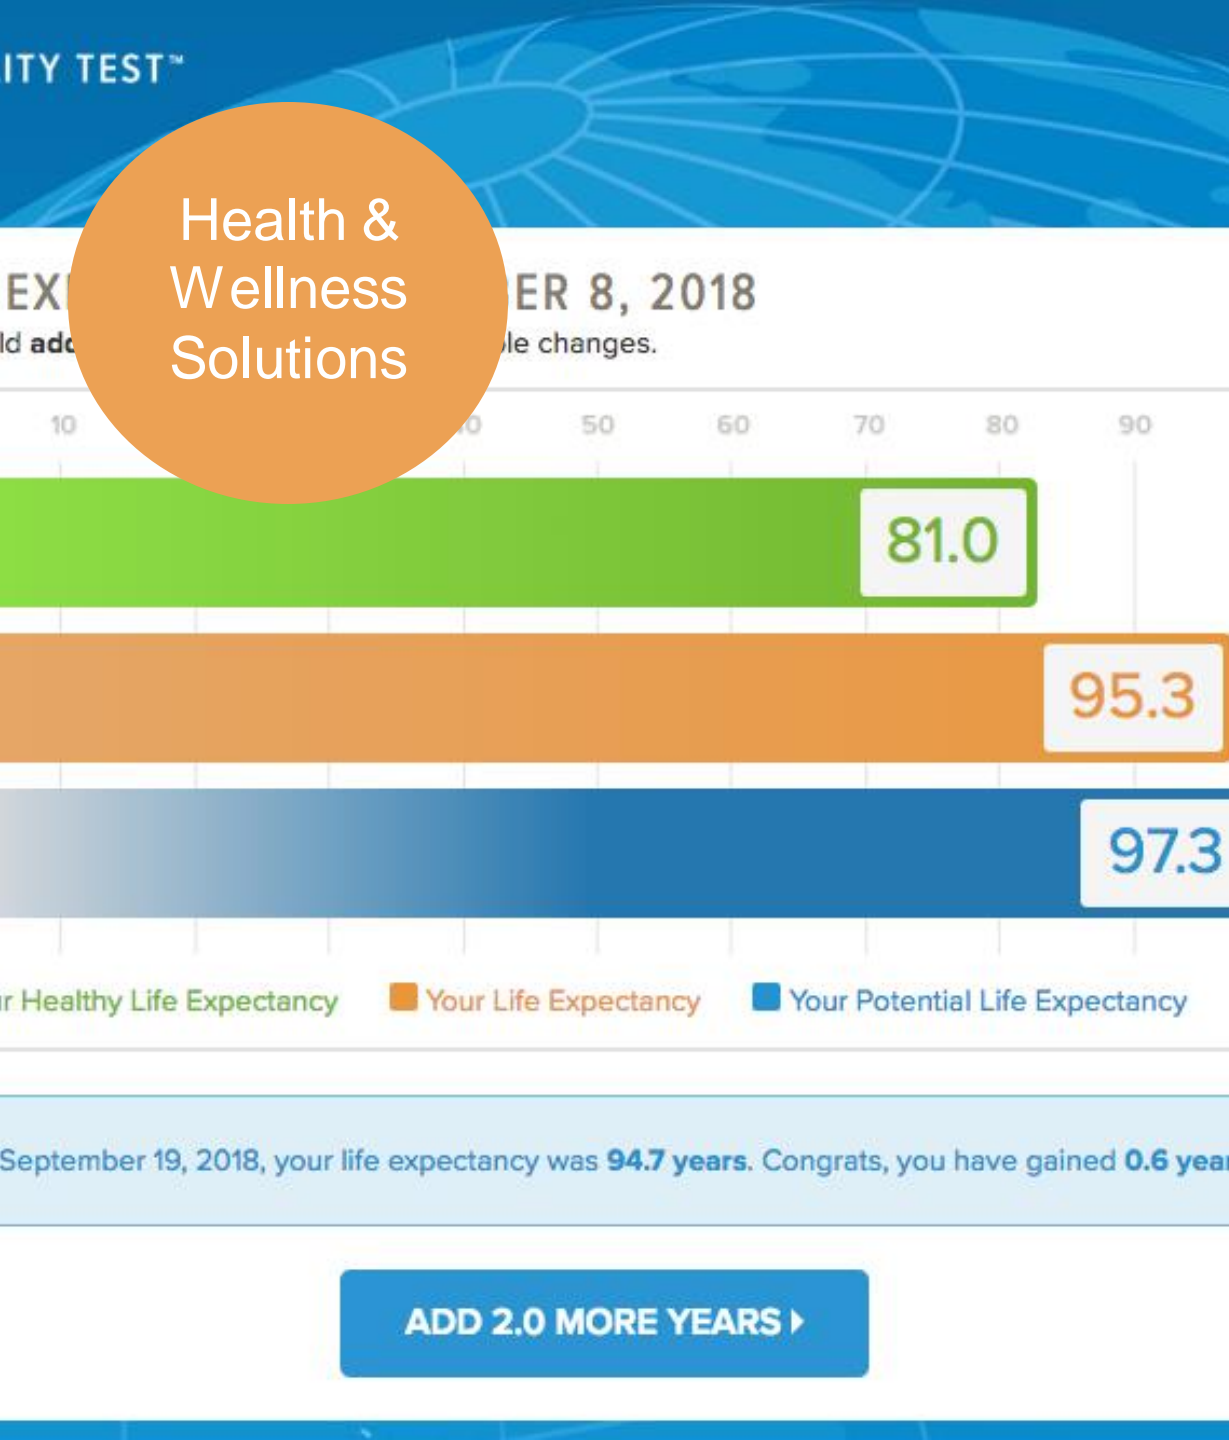 ITY TEST™
Health &
Wellness
Solutions
EX ER 8, 2018
add le changes.
10 50 60 70 80 90
81.0
95.3
97.3
Healthy Life Expectancy Your Life Expectancy Your Potential Life Expectancy
September 19, 2018, your life expectancy was 94.7 years. Congrats, you have gained 0.6 year
ADD 2.0 MORE YEARS